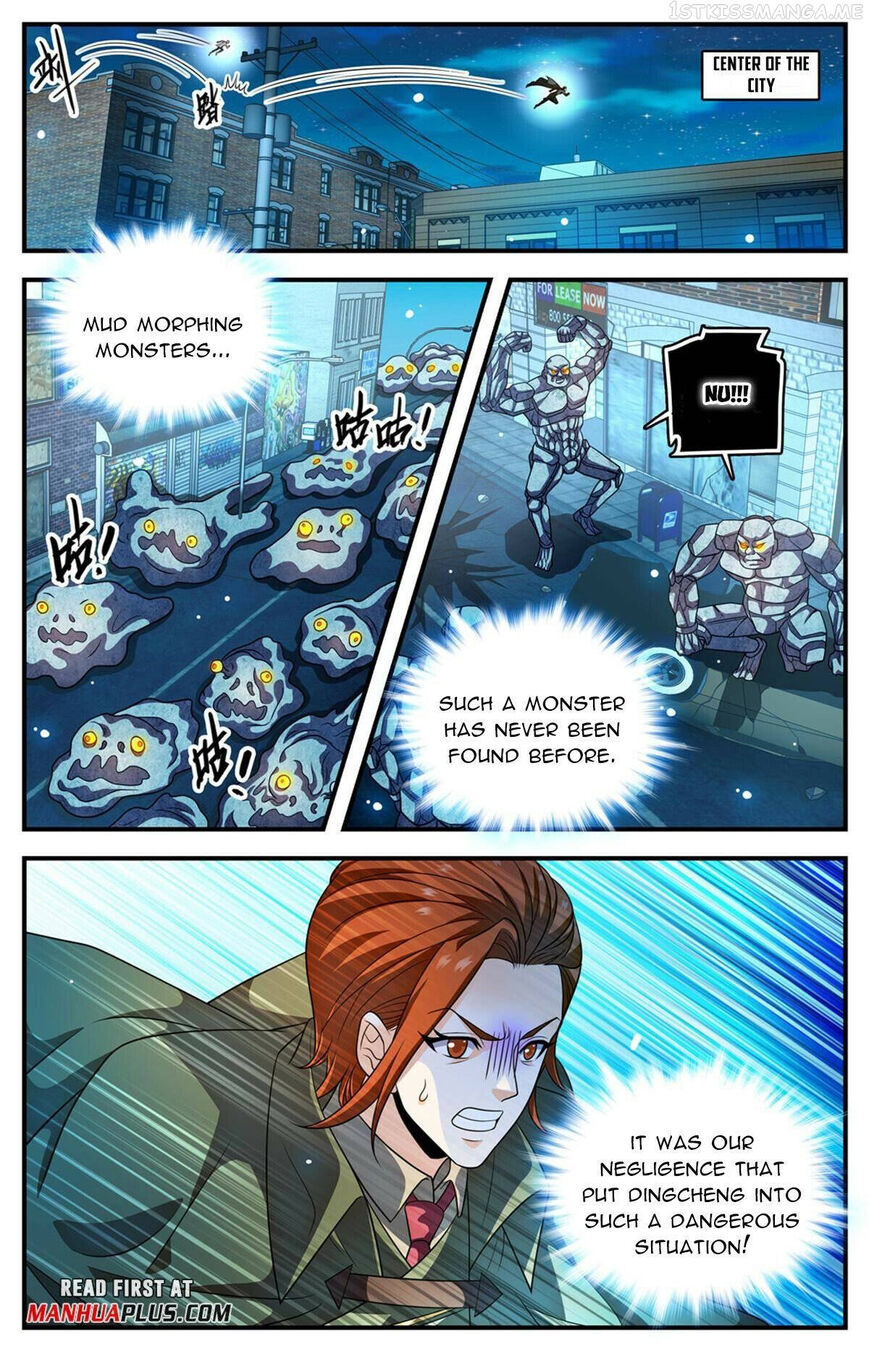 1STKISSMANGA.ME
CENTER OF THE
CITY
MUD MORPHING
MONSTERS...
咕咕!
咕!
咕!
FOR LEASE NOW
NU!!!
SUCH A MONSTER
HAS NEVER BEEN
FOUND BEFORE.
IT WAS OUR
NEGLIGENCE THAT
PUT DINGCHENG INTO
SUCH A DANGEROUS
SITUATION!
READ FIRST AT
MANHUAPLUS.COM